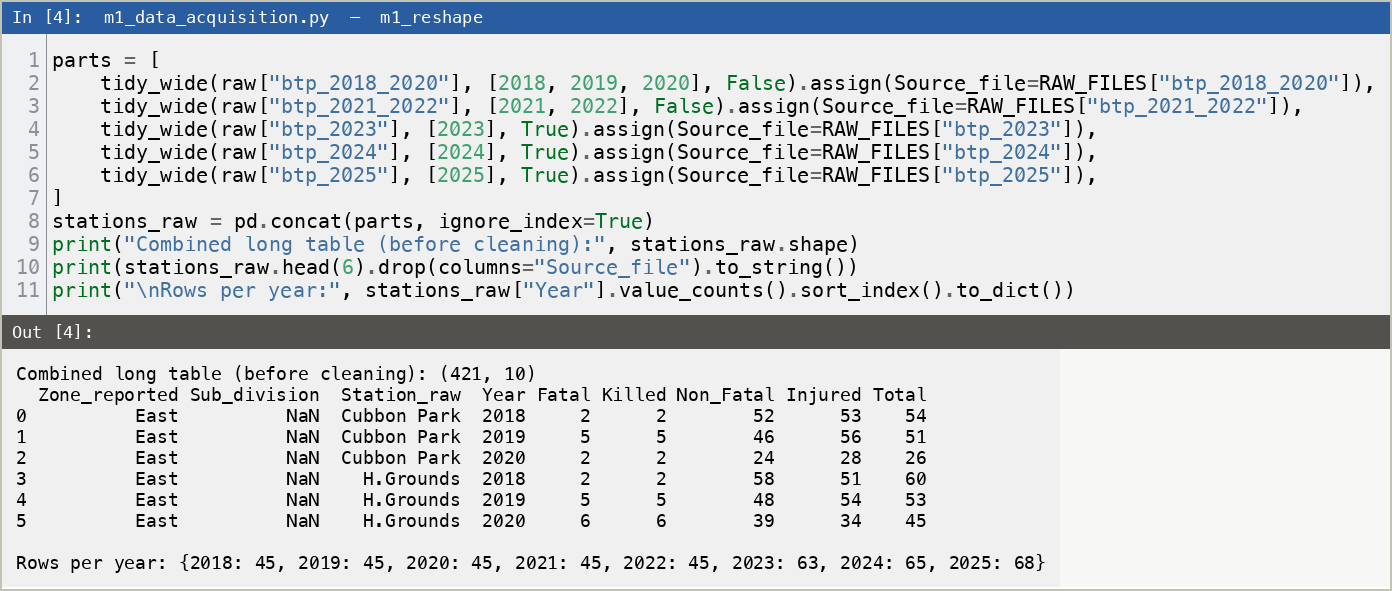 In [4]:  m1_data_acquisition.py  —  m1_reshape
1 parts = [
2     tidy_wide(raw["btp_2018_2020"], [2018, 2019, 2020], False).assign(Source_file=RAW_FILES["btp_2018_2020"]),
3     tidy_wide(raw["btp_2021_2022"], [2021, 2022], False).assign(Source_file=RAW_FILES["btp_2021_2022"]),
4     tidy_wide(raw["btp_2023"], [2023], True).assign(Source_file=RAW_FILES["btp_2023"]),
5     tidy_wide(raw["btp_2024"], [2024], True).assign(Source_file=RAW_FILES["btp_2024"]),
6     tidy_wide(raw["btp_2025"], [2025], True).assign(Source_file=RAW_FILES["btp_2025"]),
7 ]
8 stations_raw = pd.concat(parts, ignore_index=True)
9 print("Combined long table (before cleaning):", stations_raw.shape)
10 print(stations_raw.head(6).drop(columns="Source_file").to_string())
11 print("\nRows per year:", stations_raw["Year"].value_counts().sort_index().to_dict())
Out [4]:
Combined long table (before cleaning): (421, 10)
  Zone_reported Sub_division  Station_raw  Year Fatal Killed Non_Fatal Injured Total
0          East          NaN  Cubbon Park  2018     2      2        52      53    54
1          East          NaN  Cubbon Park  2019     5      5        46      56    51
2          East          NaN  Cubbon Park  2020     2      2        24      28    26
3          East          NaN    H.Grounds  2018     2      2        58      51    60
4          East          NaN    H.Grounds  2019     5      5        48      54    53
5          East          NaN    H.Grounds  2020     6      6        39      34    45
Rows per year: {2018: 45, 2019: 45, 2020: 45, 2021: 45, 2022: 45, 2023: 63, 2024: 65, 2025: 68}